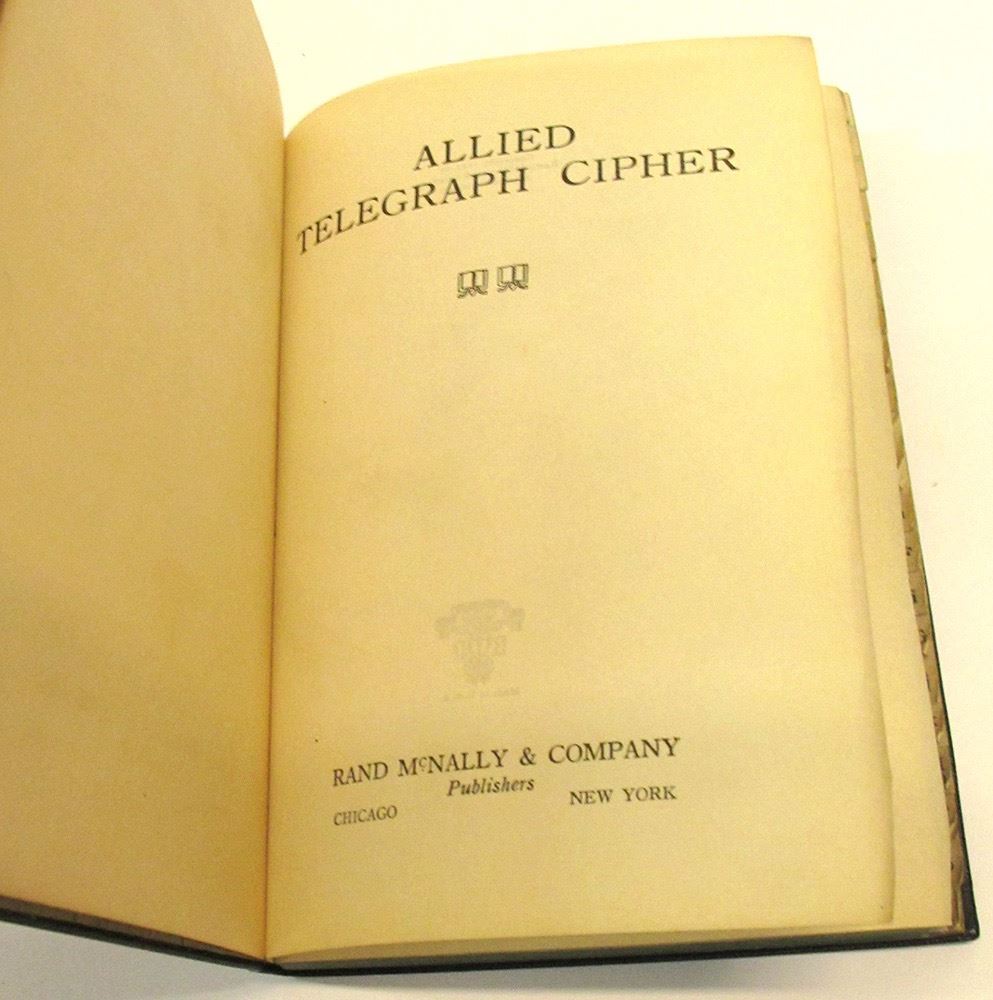 ALLIED
TELEGRAPH CIPHER
RAND MCNALLY & COMPANY
Publishers
CHICAGO NEW YORK